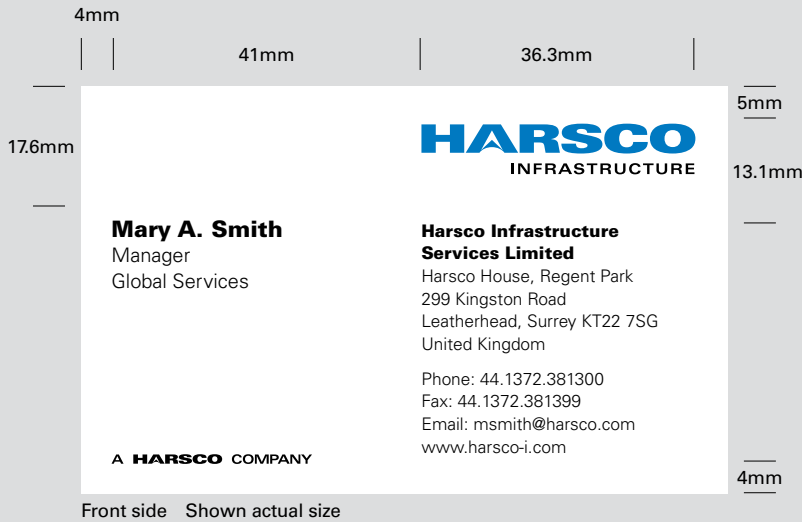 4mm
41mm
36.3mm
17.6mm
5mm
13.1mm
HARSCO
INFRASTRUCTURE
Mary A. Smith
Manager
Global Services
Harsco Infrastructure
Services Limited
Harsco House, Regent Park
299 Kingston Road
Leatherhead, Surrey KT22 7SG
United Kingdom
Phone: 44.1372.381300
Fax: 44.1372.381399
Email: msmith@harsco.com
www.harsco-i.com
A HARSCO COMPANY
4mm
Front side Shown actual size